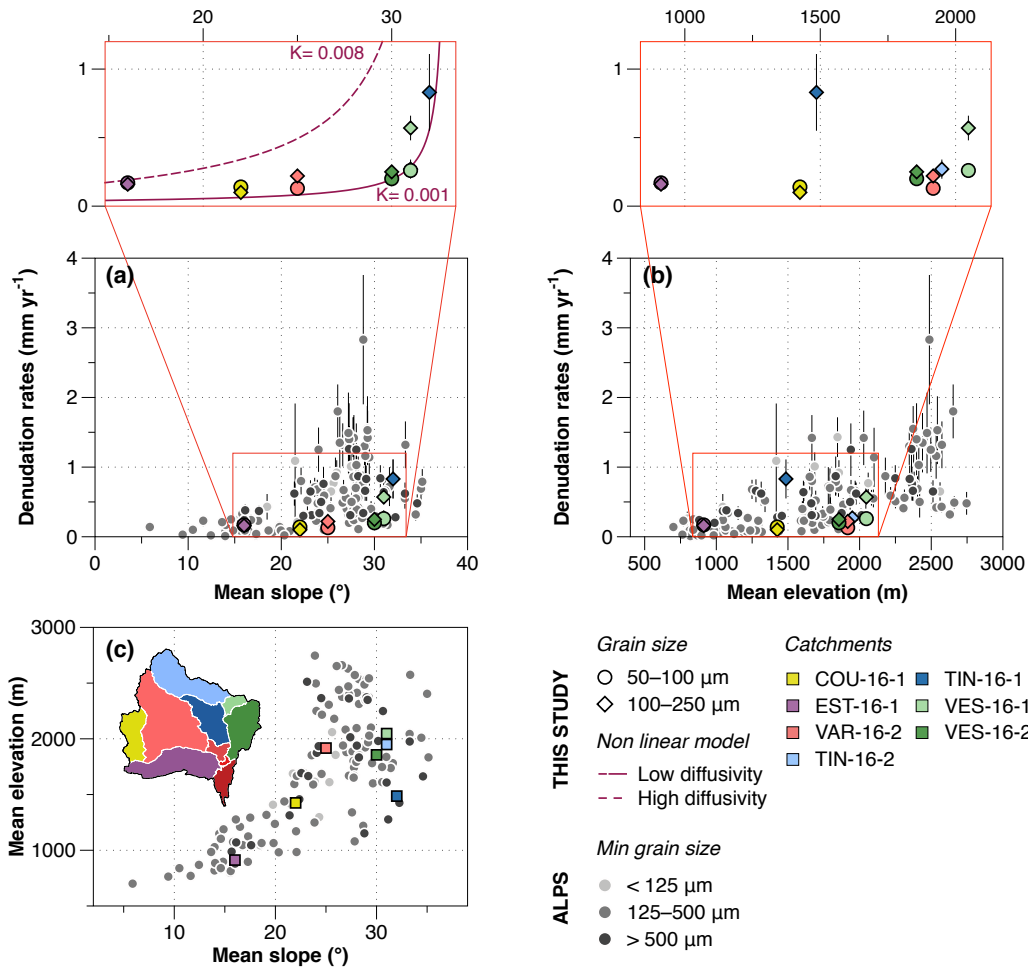 20 30
1000 1500 2000
1
0
K= 0.008
K= 0.001
1
0
(a)
Denudation rates (mm yr-1)
4
3
2
1
0
0 10 20 30 40
Mean slope (°)
(b)
Denudation rates (mm yr-1)
4
3
2
1
0
500 1000 1500 2000 2500 3000
Mean elevation (m)
(c)
Mean elevation (m)
3000
2000
1000
10 20 30
Mean slope (°)
THIS STUDY
Grain size
50–100 µm
100–250 µm
Non linear model
Low diffusivity
High diffusivity
Catchments
COU-16-1
EST-16-1
VAR-16-2
TIN-16-2
TIN-16-1
VES-16-1
VES-16-2
ALPS
Min grain size
< 125 µm
125–500 µm
> 500 µm